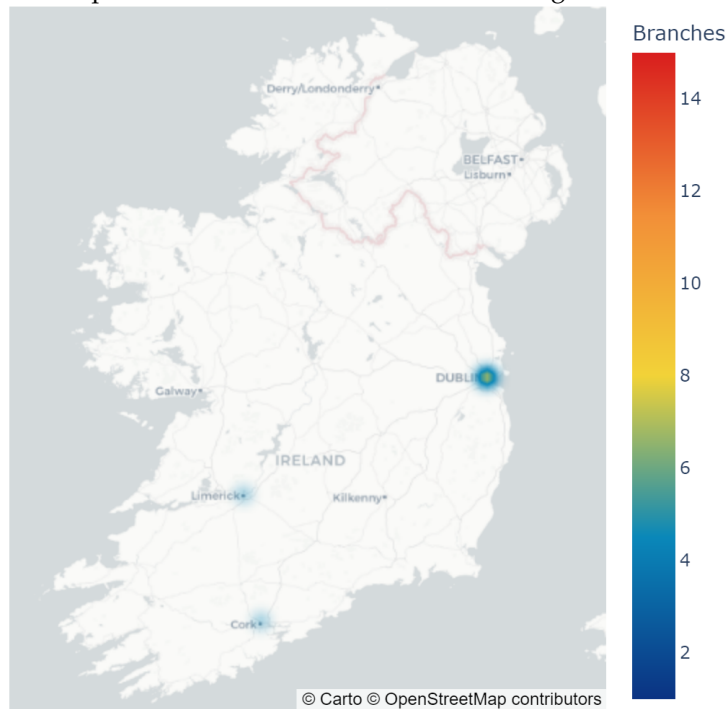 Branches
Derry/Londonderry
BELFAST
Lisburn
DUBLI
Galway
IRELAND
Limerick
Kilkenny
Cork
14
12
10
8
6
4
2
© Carto © OpenStreetMap contributors